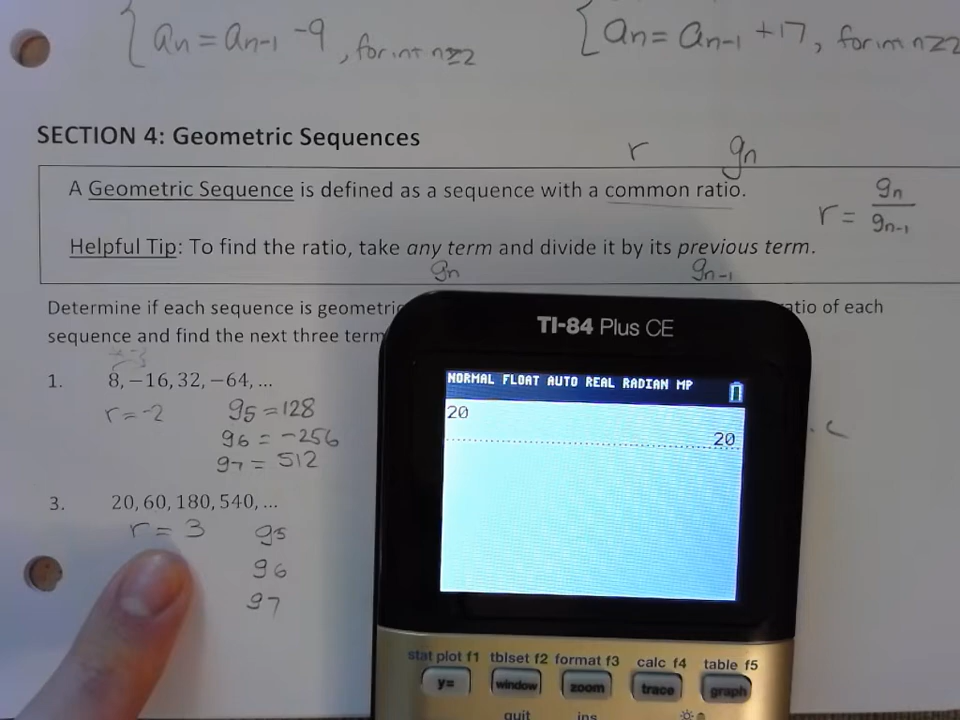 { an = an-1 -9, for int n≥2
{ an = an-1 +17, for int n≥2
SECTION 4: Geometric Sequences
r gn
A Geometric Sequence is defined as a sequence with a common ratio.
r = gn/gn-1
Helpful Tip: To find the ratio, take any term and divide it by its previous term.
gn gn-1
Determine if each sequence is geometric
atio of each
sequence and find the next three term
1. 8, −16, 32, −64, ...
r = -2 g5 = 128
g6 = -256
g7 = 512
3. 20, 60, 180, 540, ...
r = 3 g5
g6
g7
TI-84 Plus CE
NORMAL FLOAT AUTO REAL RADIAN MP
20
20
stat plot f1 tblset f2 format f3 calc f4 table f5
y= window zoom trace graph
quit ins